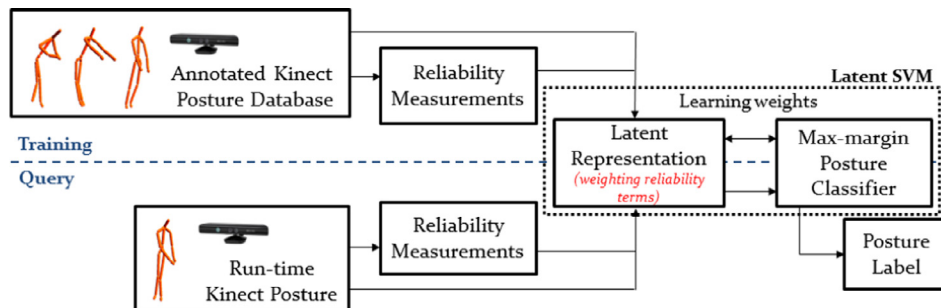 Annotated Kinect
Posture Database
Reliability
Measurements
Latent SVM
Learning weights
Latent
Representation
(weighting reliability
terms)
Max-margin
Posture
Classifier
Training
Query
Run-time
Kinect Posture
Reliability
Measurements
Posture
Label